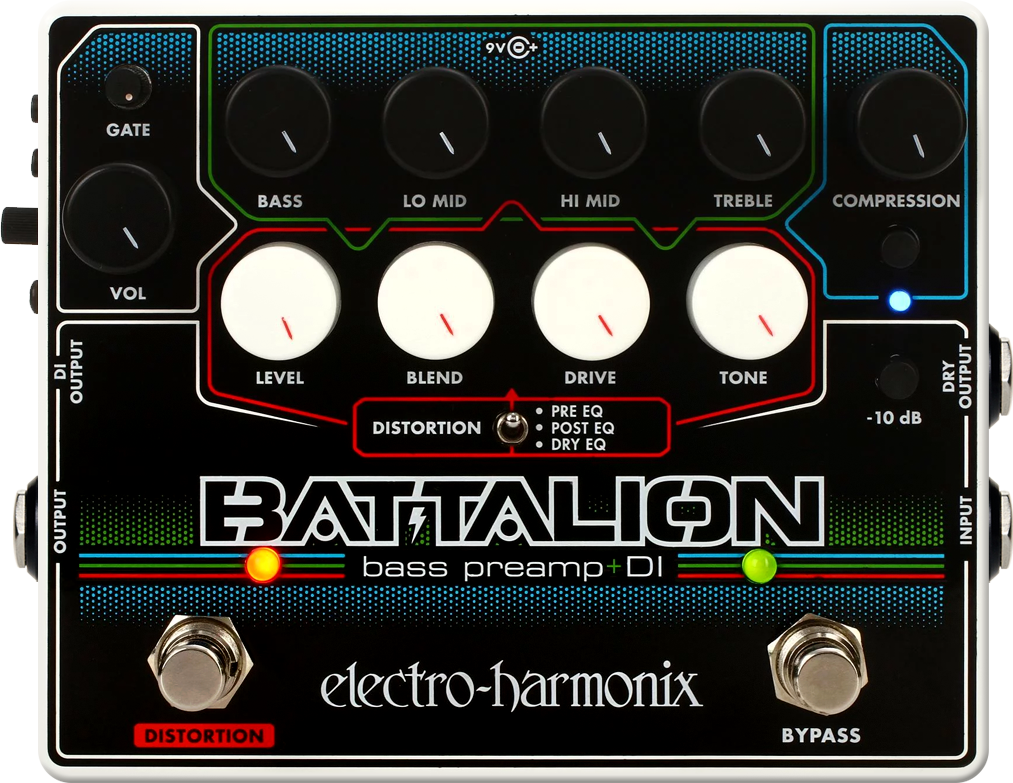 9V +
GATE
BASS
LO MID
HI MID
TREBLE
COMPRESSION
VOL
LEVEL
BLEND
DRIVE
TONE
DI OUTPUT
DRY OUTPUT
-10 dB
DISTORTION
• PRE EQ
• POST EQ
• DRY EQ
OUTPUT
INPUT
BATTALION
bass preamp+DI
electro-harmonix
DISTORTION
BYPASS